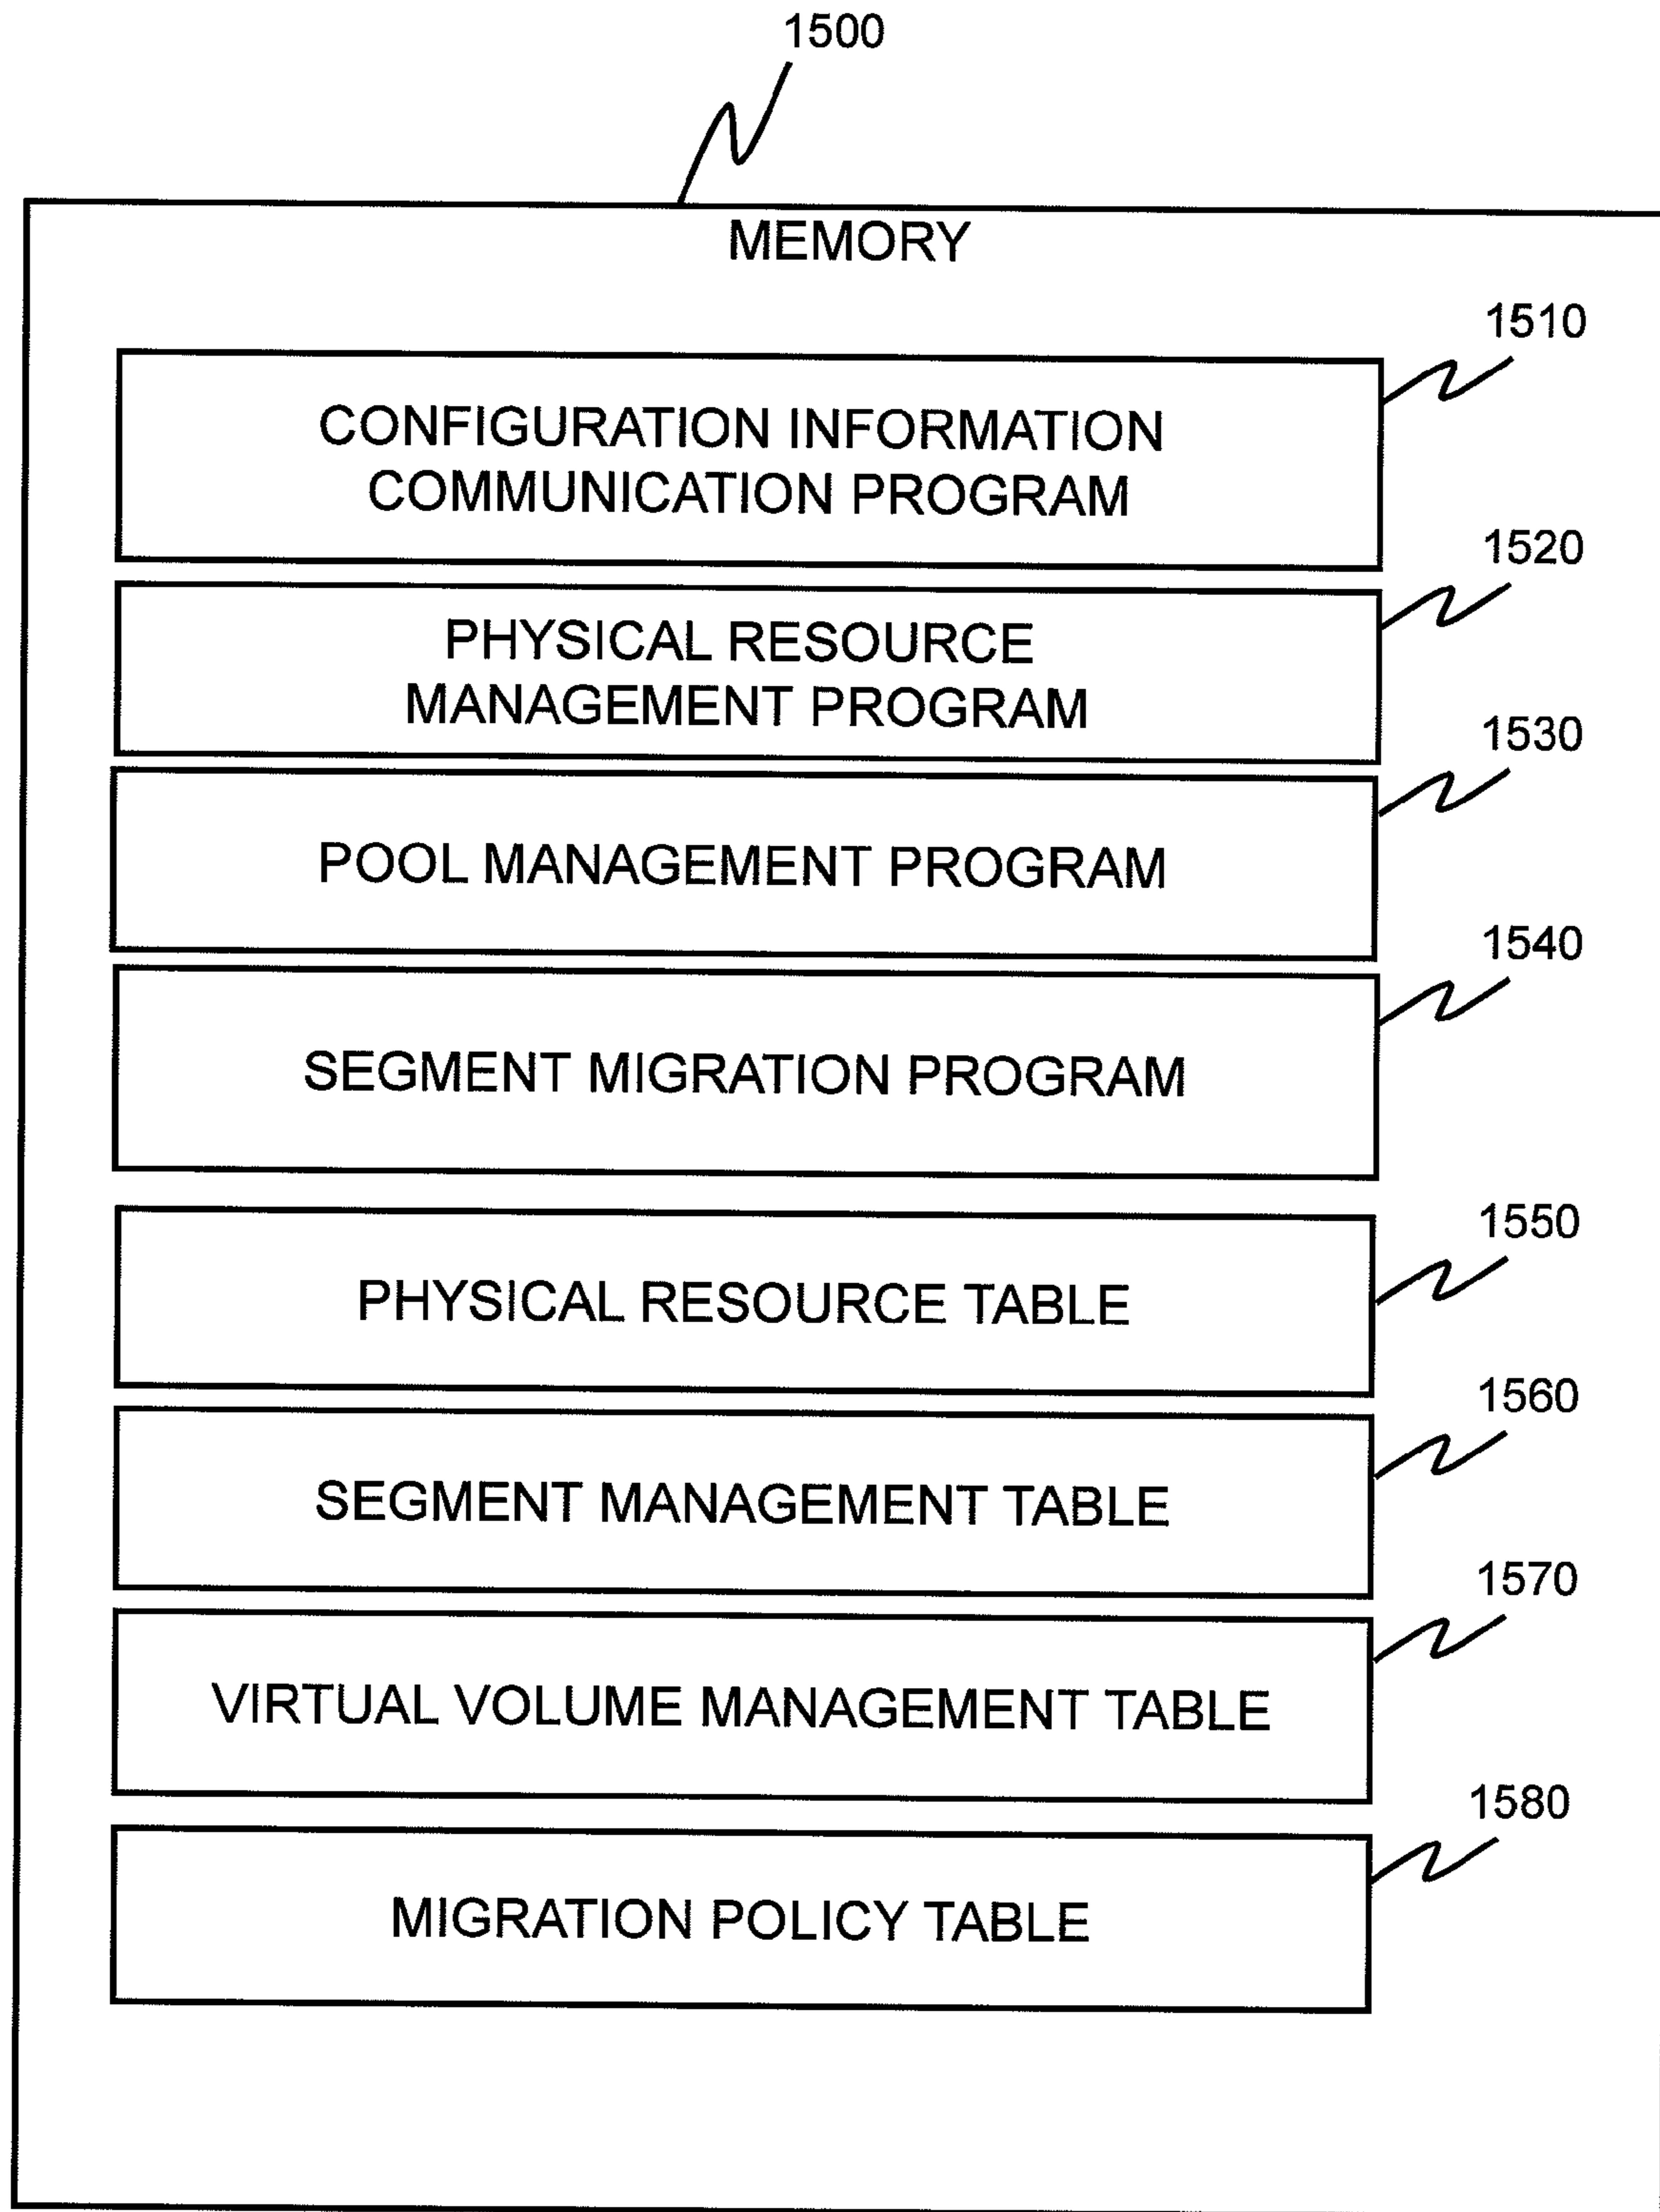 1500
MEMORY
1510
CONFIGURATION INFORMATION
COMMUNICATION PROGRAM
1520
PHYSICAL RESOURCE
MANAGEMENT PROGRAM
1530
POOL MANAGEMENT PROGRAM
1540
SEGMENT MIGRATION PROGRAM
1550
PHYSICAL RESOURCE TABLE
1560
SEGMENT MANAGEMENT TABLE
1570
VIRTUAL VOLUME MANAGEMENT TABLE
1580
MIGRATION POLICY TABLE